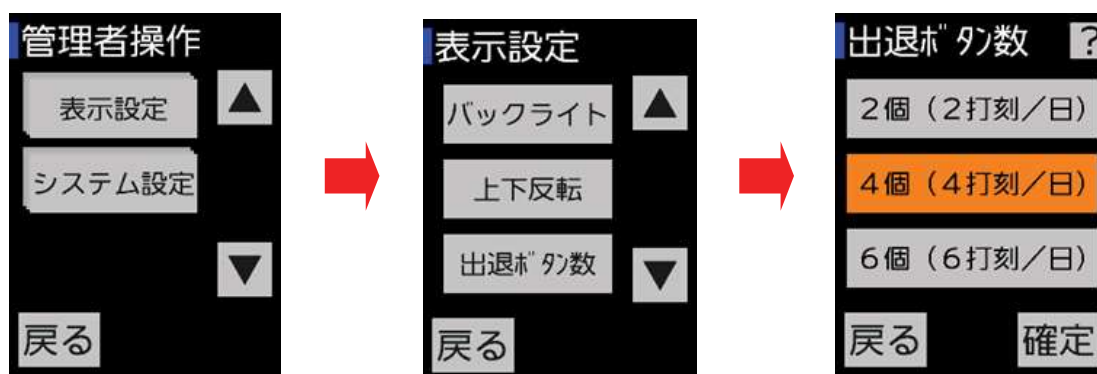 管理者操作
▲
表示設定
システム設定
▼
戻る
表示設定
▲
バックライト
上下反転
出退ﾎﾞﾀﾝ数
▼
戻る
出退ﾎﾞﾀﾝ数 ?
2個（2打刻／日）
4個（4打刻／日）
6個（6打刻／日）
戻る 確定